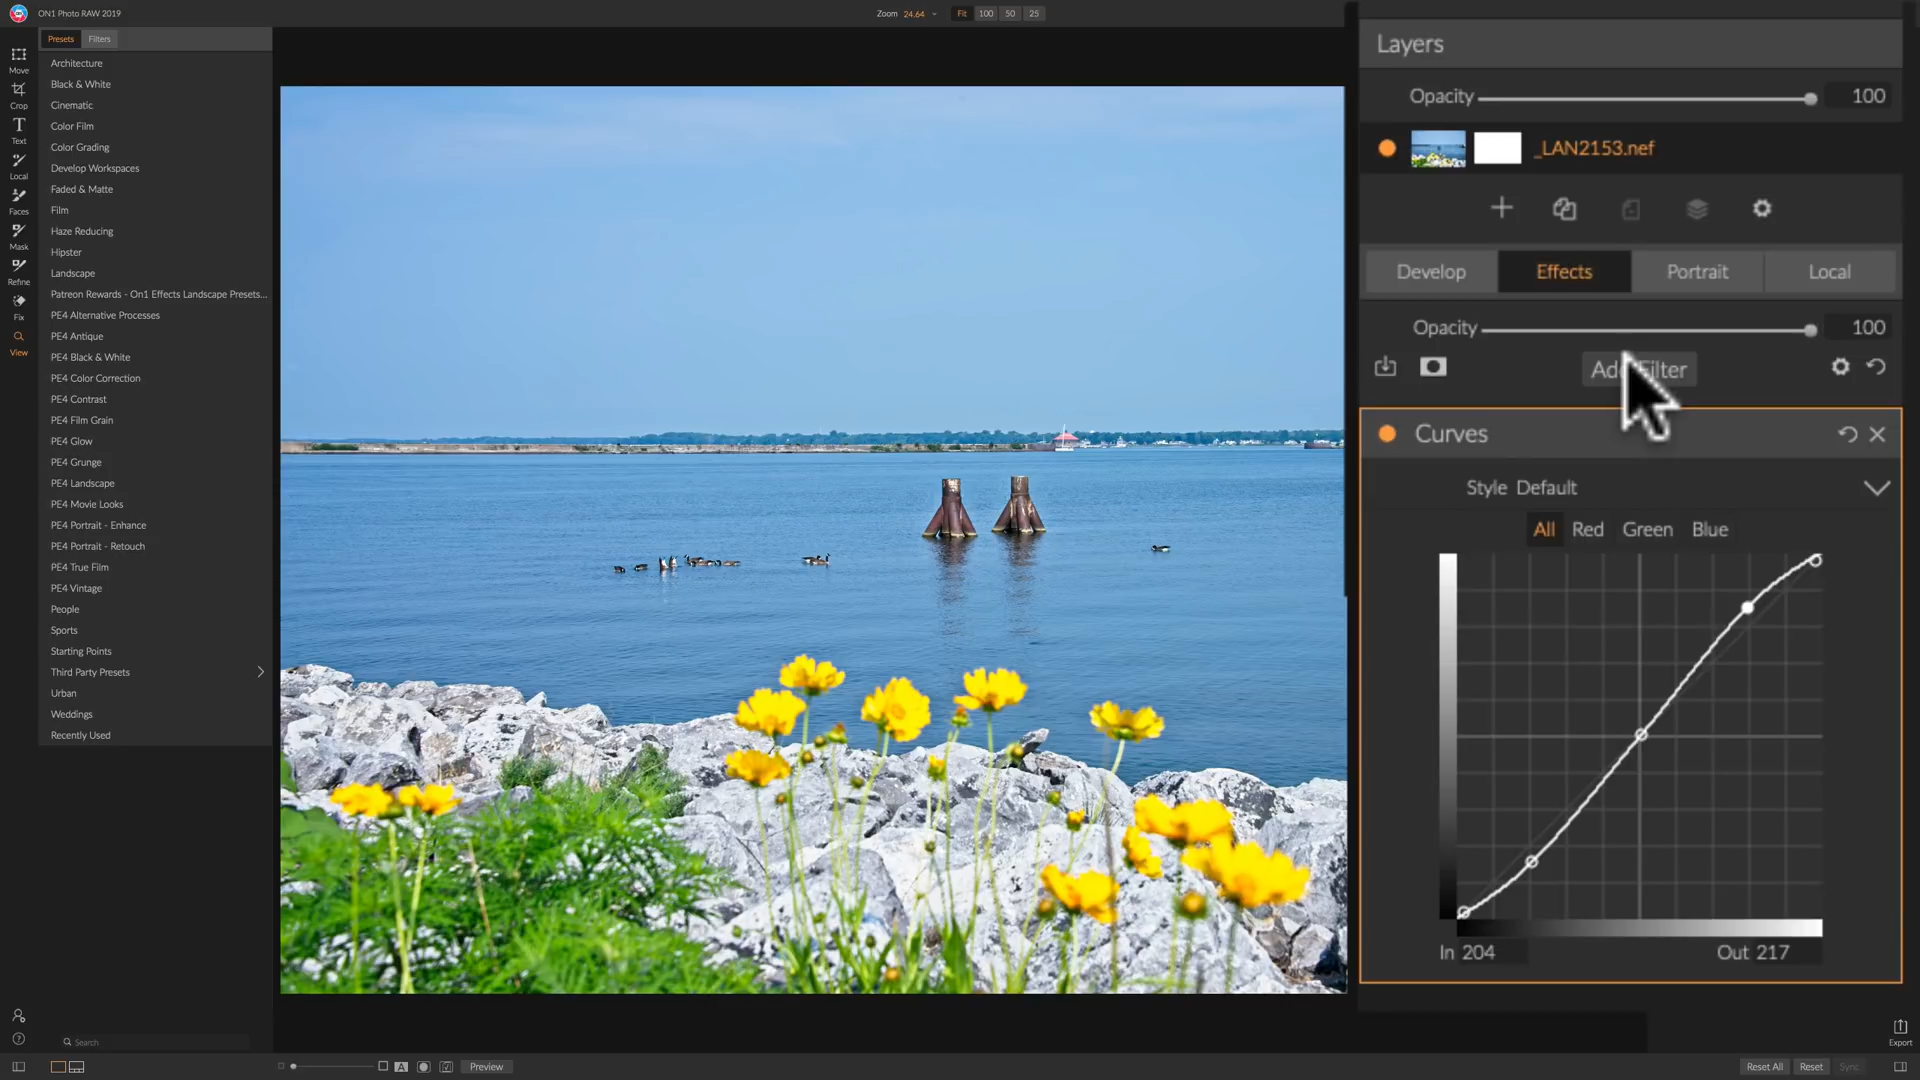 ON1 Photo RAW 2019
Zoom 24.64 Fit 100 50 25
Presets Filters
Architecture
Black & White
Cinematic
Color Film
Color Grading
Develop Workspaces
Faded & Matte
Film
Haze Reducing
Hipster
Landscape
Patreon Rewards - On1 Effects Landscape Presets...
PE4 Alternative Processes
PE4 Antique
PE4 Black & White
PE4 Color Correction
PE4 Contrast
PE4 Film Grain
PE4 Glow
PE4 Grunge
PE4 Landscape
PE4 Movie Looks
PE4 Portrait - Enhance
PE4 Portrait - Retouch
PE4 True Film
PE4 Vintage
People
Sports
Starting Points
Third Party Presets
Urban
Weddings
Recently Used
Search
Move
Crop
Text
Local
Faces
Mask
Refine
Fix
View
Layers
Opacity 100
_LAN2153.nef
Develop Effects Portrait Local
Opacity 100
Add Filter
Curves
Style Default
All Red Green Blue
In 204 Out 217
Export
A Preview
Reset All Reset Sync